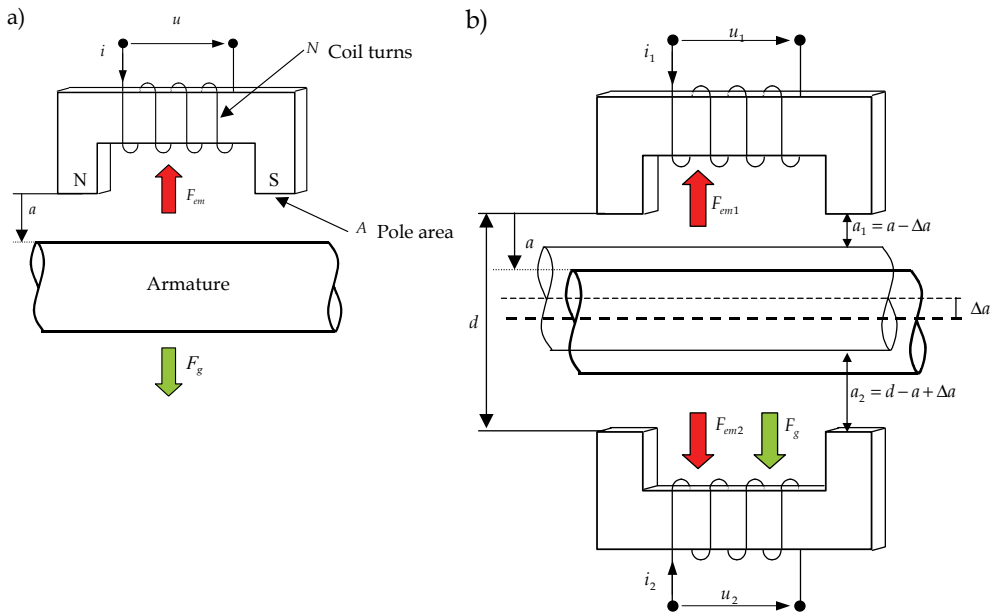 a)
u
i
N Coil turns
N
S
F_em
a
A Pole area
Armature
F_g
b)
u_1
i_1
F_em1
a_1 = a − Δa
a
d
Δa
a_2 = d − a + Δa
F_em2
F_g
i_2
u_2